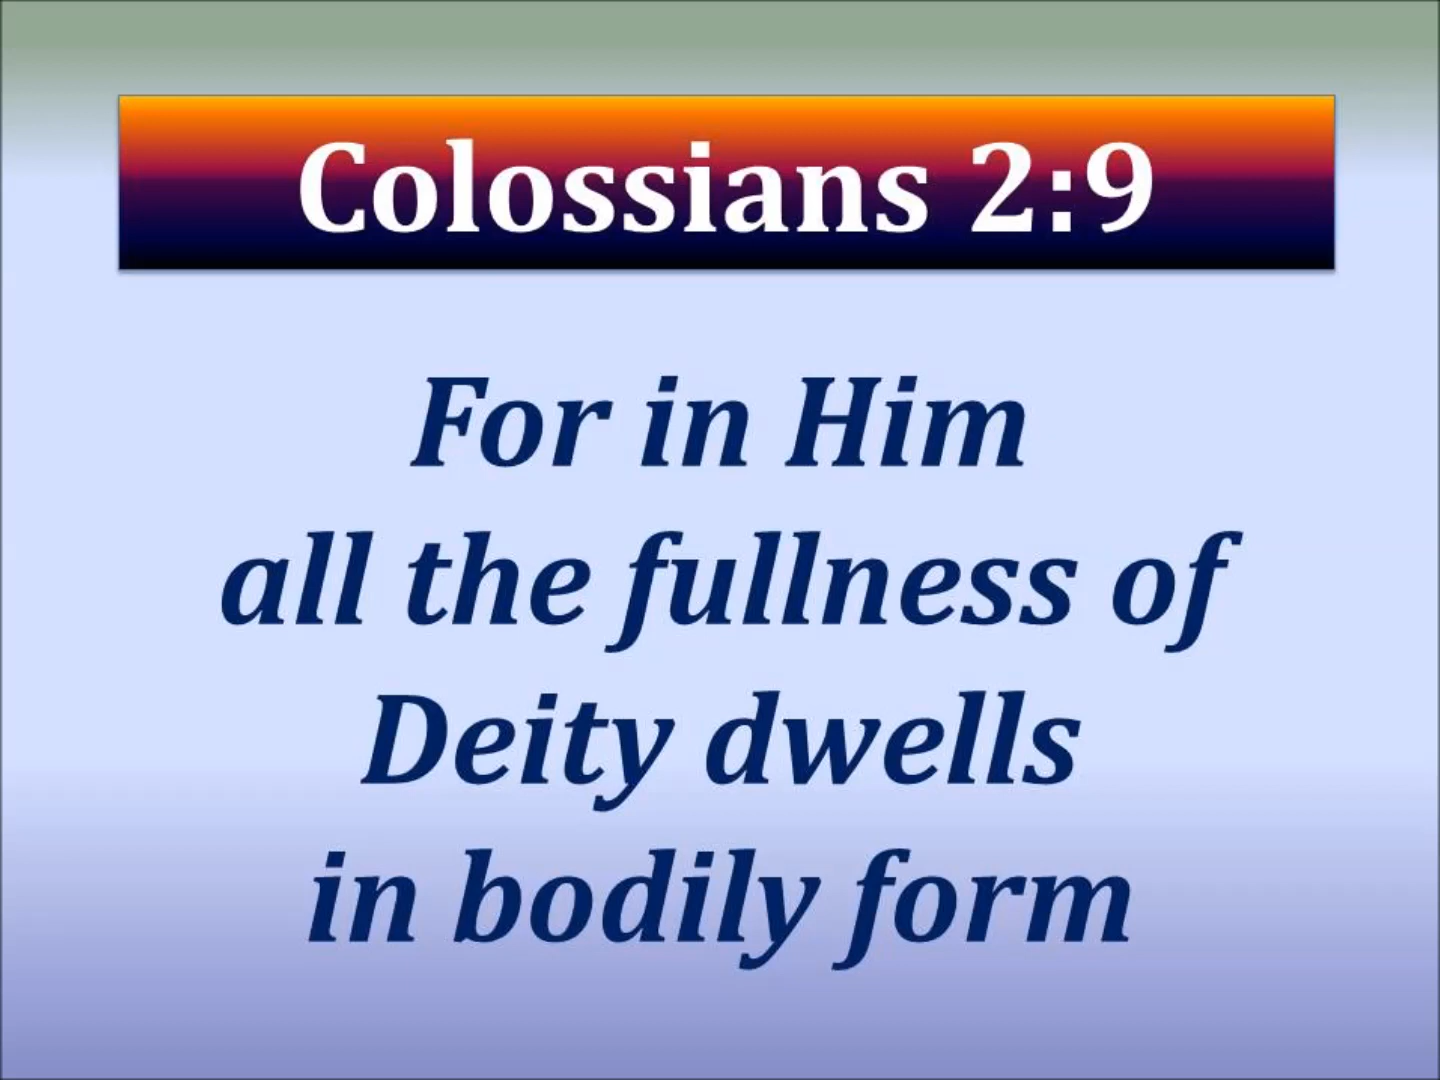 Colossians 2:9
For in Him
all the fullness of
Deity dwells
in bodily form